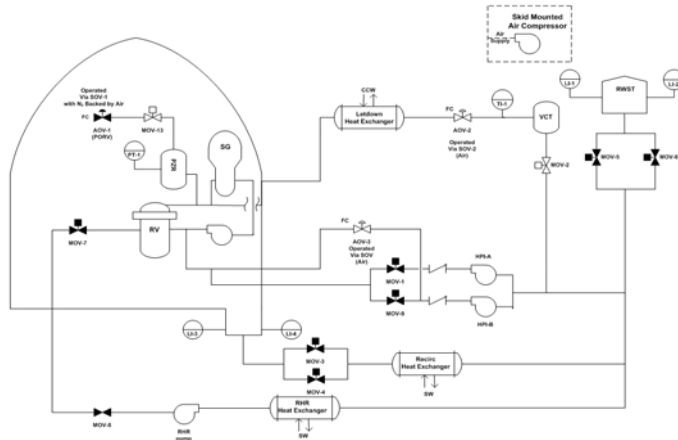 Skid Mounted
Air Compressor
Air
Supply
Operated
Via SOV-1
with N₂ Backed by Air
FC
AOV-1
(PORV)
MOV-13
PT-1
PZR
SG
RV
MOV-7
CCW
Letdown
Heat Exchanger
FC
AOV-2
Operated
Via SOV-2
(Air)
TI-1
VCT
MOV-2
LI-1
RWST
LI-2
MOV-5
MOV-6
FC
AOV-3
Operated
Via SOV
(Air)
MOV-1
MOV-9
HPI-A
HPI-B
LI-3
LI-4
MOV-3
MOV-4
Recirc
Heat Exchanger
SW
MOV-8
RHR
RHR
Heat Exchanger
SW